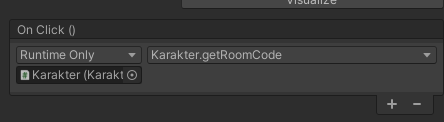 Visualize
On Click ()
Runtime Only Karakter.getRoomCode
Karakter (Karakt